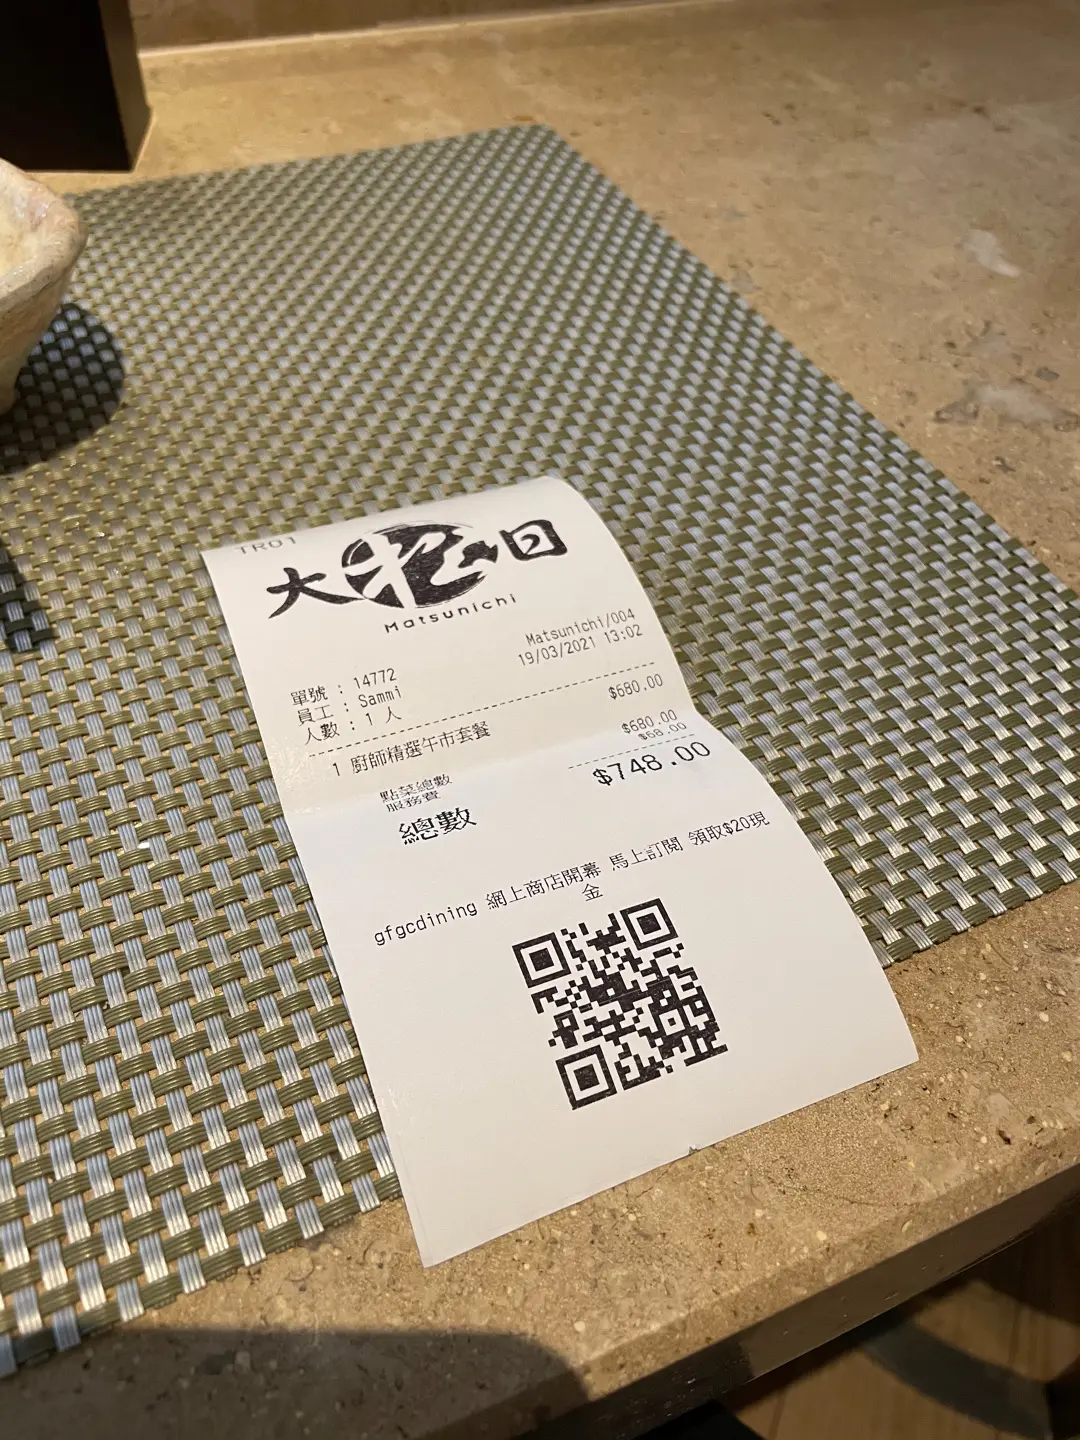 TR01
大松日
Matsunichi
Matsunichi/004
19/03/2021 13:02
單號 : 14772
員工 : Sammi
人數 : 1 人
1 廚師精選午市套餐 $680.00
點菜總數 $680.00
服務費 $68.00
總數 $748.00
gfgcdining 網上商店開幕 馬上訂閱 領取$20現
金